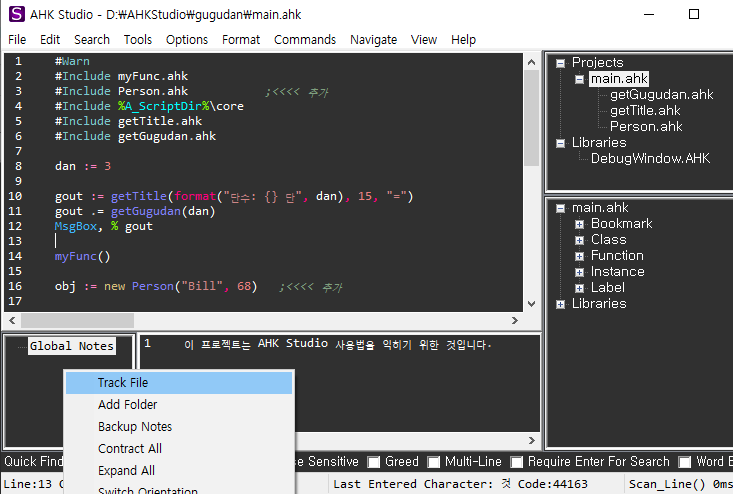 AHK Studio - D:\AHKStudio\gugudan\main.ahk
File Edit Search Tools Options Format Commands Navigate View Help
1 #Warn
2 #Include myFunc.ahk
3 #Include Person.ahk ;<<<< 추가
4 #Include %A_ScriptDir%\core
5 #Include getTitle.ahk
6 #Include getGugudan.ahk
7
8 dan := 3
9
10 gout := getTitle(format("단수: {} 단", dan), 15, "=")
11 gout .= getGugudan(dan)
12 MsgBox, % gout
13
14 myFunc()
15
16 obj := new Person("Bill", 68) ;<<<< 추가
17
Projects
main.ahk
getGugudan.ahk
getTitle.ahk
Person.ahk
Libraries
DebugWindow.AHK
main.ahk
Bookmark
Class
Function
Instance
Label
Libraries
Global Notes
1 이 프로젝트는 AHK Studio 사용법을 익히기 위한 것입니다.
Track File
Add Folder
Backup Notes
Contract All
Expand All
Switch Orientation
Quick Find Sensitive Greed Multi-Line Require Enter For Search Word
Line:13 Last Entered Character: 것 Code:44163 Scan_Line() 0ms